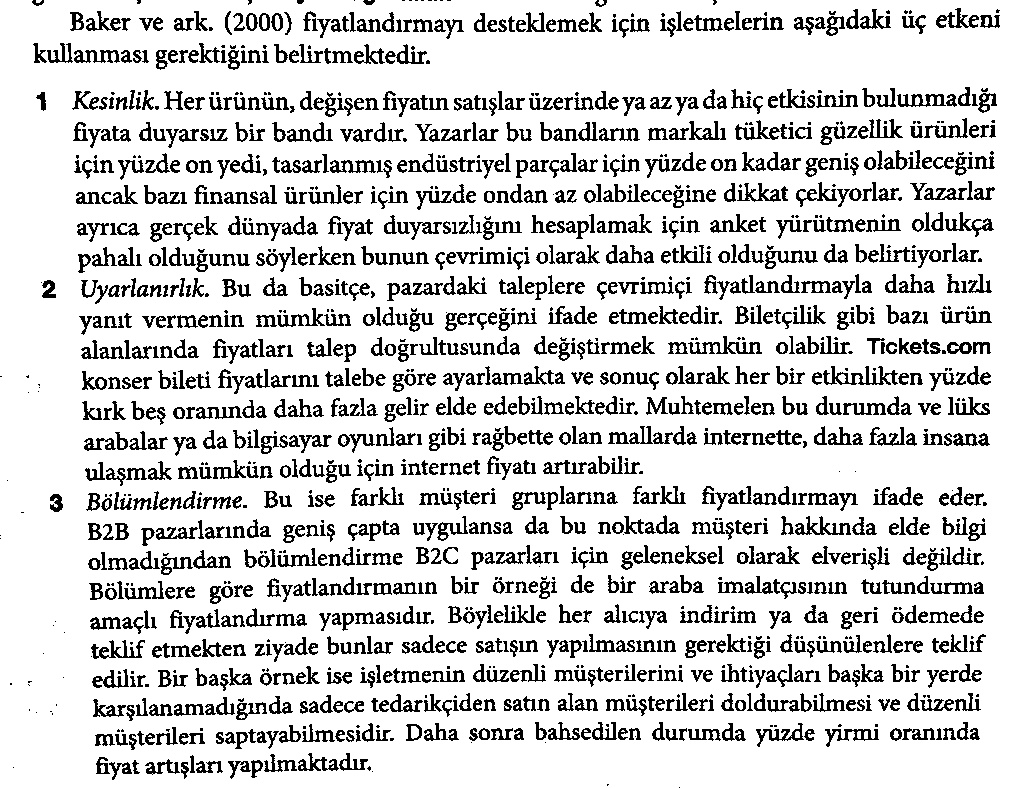 Baker ve ark. (2000) fiyatlandırmayı desteklemek için işletmelerin aşağıdaki üç etkeni
kullanması gerektiğini belirtmektedir.
1 Kesinlik. Her ürünün, değişen fiyatın satışlar üzerinde ya az ya da hiç etkisinin bulunmadığı
fiyata duyarsız bir bandı vardır. Yazarlar bu bandların markalı tüketici güzellik ürünleri
için yüzde on yedi, tasarlanmış endüstriyel parçalar için yüzde on kadar geniş olabileceğini
ancak bazı finansal ürünler için yüzde ondan az olabileceğine dikkat çekiyorlar. Yazarlar
ayrıca gerçek dünyada fiyat duyarsızlığını hesaplamak için anket yürütmenin oldukça
pahalı olduğunu söylerken bunun çevrimiçi olarak daha etkili olduğunu da belirtiyorlar.
2 Uyarlanırlık. Bu da basitçe, pazardaki taleplere çevrimiçi fiyatlandırmayla daha hızlı
yanıt vermenin mümkün olduğu gerçeğini ifade etmektedir. Biletçilik gibi bazı ürün
alanlarında fiyatları talep doğrultusunda değiştirmek mümkün olabilir. Tickets.com
konser bileti fiyatlarını talebe göre ayarlamakta ve sonuç olarak her bir etkinlikten yüzde
kırk beş oranında daha fazla gelir elde edebilmektedir. Muhtemelen bu durumda ve lüks
arabalar ya da bilgisayar oyunları gibi rağbette olan mallarda internette, daha fazla insana
ulaşmak mümkün olduğu için internet fiyatı artırabilir.
3 Bölümlendirme. Bu ise farklı müşteri gruplarına farklı fiyatlandırmayı ifade eder.
B2B pazarlarında geniş çapta uygulansa da bu noktada müşteri hakkında elde bilgi
olmadığından bölümlendirme B2C pazarları için geleneksel olarak elverişli değildir.
Bölümlere göre fiyatlandırmanın bir örneği de bir araba imalatçısının tutundurma
amaçlı fiyatlandırma yapmasıdır. Böylelikle her alıcıya indirim ya da geri ödemede
teklif etmekten ziyade bunlar sadece satışın yapılmasının gerektiği düşünülenlere teklif
edilir. Bir başka örnek ise işletmenin düzenli müşterilerini ve ihtiyaçları başka bir yerde
karşılanamadığında sadece tedarikçiden satın alan müşterileri doldurabilmesi ve düzenli
müşterileri saptayabilmesidir. Daha sonra bahsedilen durumda yüzde yirmi oranında
fiyat artışları yapılmaktadır.